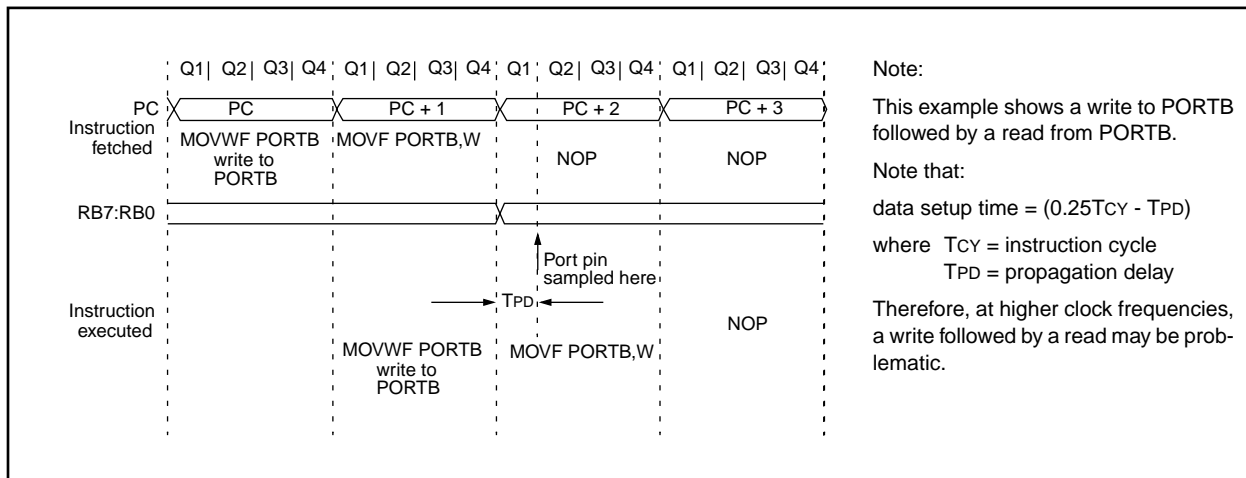 Q1| Q2 | Q3| Q4 Q1| Q2| Q3| Q4 Q1 | Q2 | Q3| Q4 Q1| Q2 | Q3| Q4
PC PC PC + 1 PC + 2 PC + 3
Instruction
fetched
MOVWF PORTB
write to
PORTB
MOVF PORTB,W
NOP
NOP
RB7:RB0
Port pin
sampled here
TPD
Instruction
executed
MOVWF PORTB
write to
PORTB
MOVF PORTB,W
NOP
Note:
This example shows a write to PORTB
followed by a read from PORTB.
Note that:
data setup time = (0.25TCY - TPD)
where TCY = instruction cycle
TPD = propagation delay
Therefore, at higher clock frequencies,
a write followed by a read may be prob-
lematic.